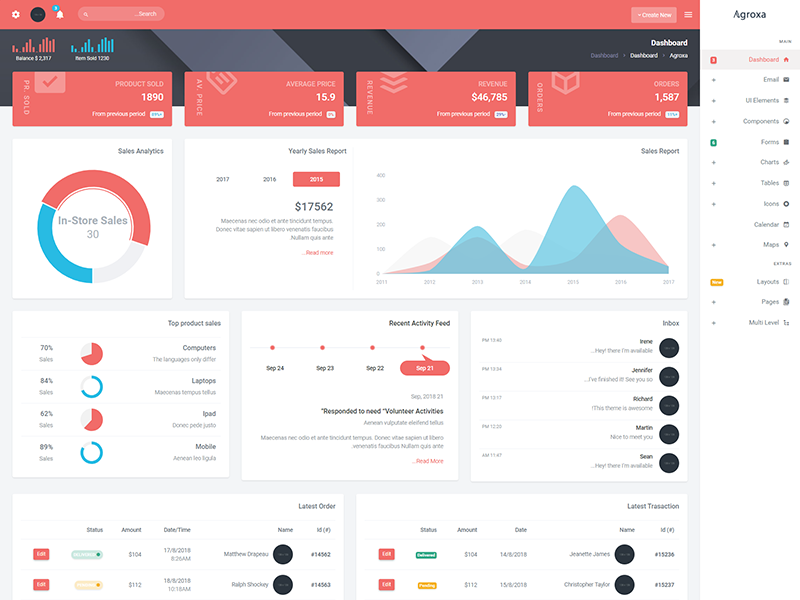 Search...
+ Create New
Agroxa
MAIN
Dashboard
Email
UI Elements
Components
Forms
Charts
Tables
Icons
Calendar
Maps
EXTRAS
New
Layouts
Pages
Multi Level
Balance $ 2,317
Item Sold 1230
Dashboard
Dashboard > Dashboard > Agroxa
PR. SOLD
PRODUCT SOLD
1890
From previous period
AV. PRICE
AVERAGE PRICE
15.9
From previous period
REVENUE
REVENUE
$46,785
From previous period
ORDERS
ORDERS
1,587
From previous period
Sales Analytics
In-Store Sales
30
Yearly Sales Report
2017 2016 2015
$17562
Maecenas nec odio et ante tincidunt tempus.
Donec vitae sapien ut libero venenatis faucibus
.Nullam quis ante
...Read more
Sales Report
400
300
200
100
0
2011 2012 2013 2014 2015 2016 2017
Top product sales
70% Computers
Sales The languages only differ
84% Laptops
Sales Maecenas tempus tellus
62% Ipad
Sales Donec pede justo
89% Mobile
Sales Aenean leo ligula
Recent Activity Feed
Sep 24 Sep 23 Sep 22 Sep 21
Sep, 2018 21
"Responded to need “Volunteer Activities
Aenean vulputate eleifend tellus
Maecenas nec odio et ante tincidunt tempus. Donec vitae sapien ut libero
venenatis faucibus Nullam quis ante
...Read More
Inbox
PM 13:40 Irene
...Hey! there I'm available
PM 13:34 Jennifer
...I've finished it! See you so
PM 13:17 Richard
!This theme is awesome
PM 12:20 Martin
Nice to meet you
AM 11:47 Sean
...Hey! there I'm available
Latest Order
Status Amount Date/Time Name Id (#)
Edit $104 17/8/2018 Matthew Drapeau #14562
8:26AM
Edit $112 18/8/2018 Ralph Shockey #14563
10:18AM
Latest Trasaction
Status Amount Date Name Id (#)
Edit Delivered $104 14/8/2018 Jeanette James #15236
Edit Pending $112 15/8/2018 Christopher Taylor #15237